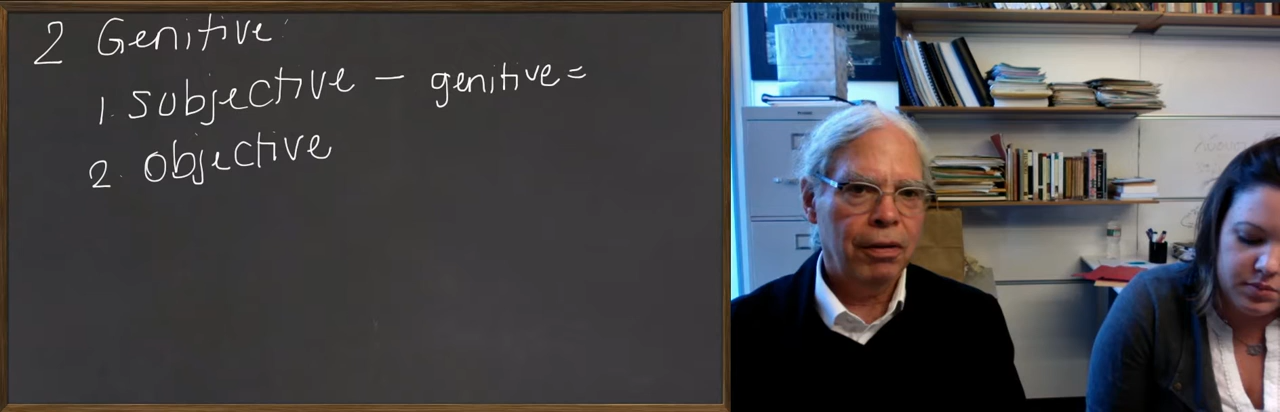 2 Genitive:
1. Subjective – genitive =
2. Objective